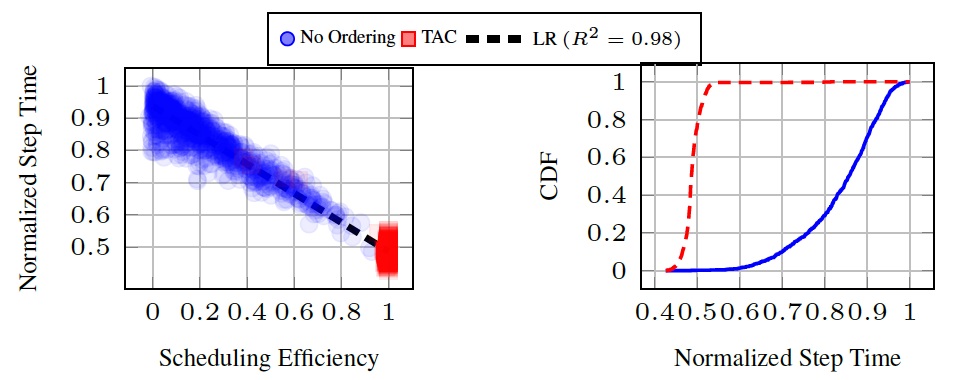 No Ordering TAC LR (R² = 0.98)
Normalized Step Time
1
0.9
0.8
0.7
0.6
0.5
0 0.2 0.4 0.6 0.8 1
Scheduling Efficiency
CDF
1
0.8
0.6
0.4
0.2
0
0.4 0.5 0.6 0.7 0.8 0.9 1
Normalized Step Time